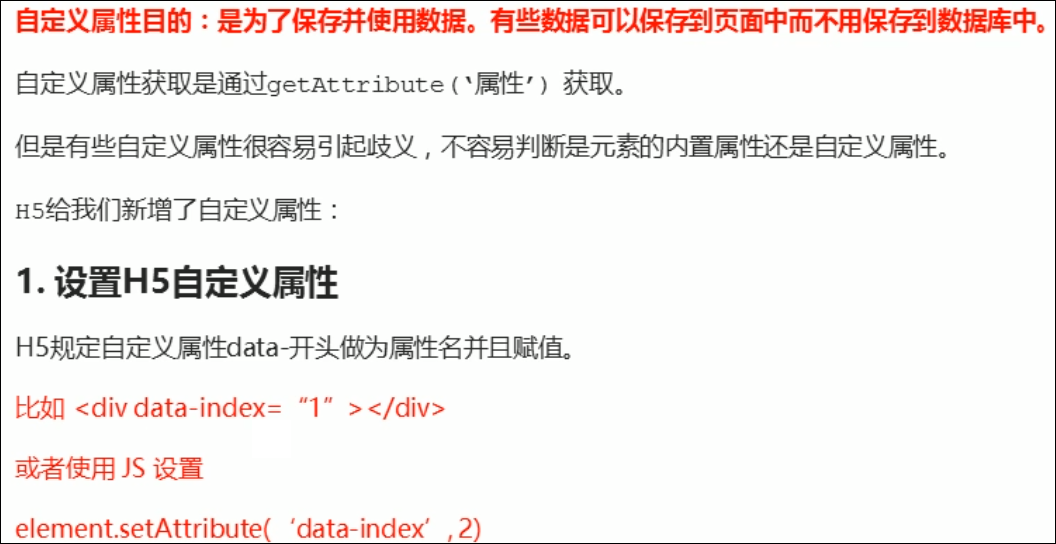 自定义属性目的：是为了保存并使用数据。有些数据可以保存到页面中而不用保存到数据库中。
自定义属性获取是通过getAttribute(‘属性’) 获取。
但是有些自定义属性很容易引起歧义，不容易判断是元素的内置属性还是自定义属性。
H5给我们新增了自定义属性：
1. 设置H5自定义属性
H5规定自定义属性data-开头做为属性名并且赋值。
比如 <div data-index=“1”></div>
或者使用 JS 设置
element.setAttribute(‘data-index’, 2)